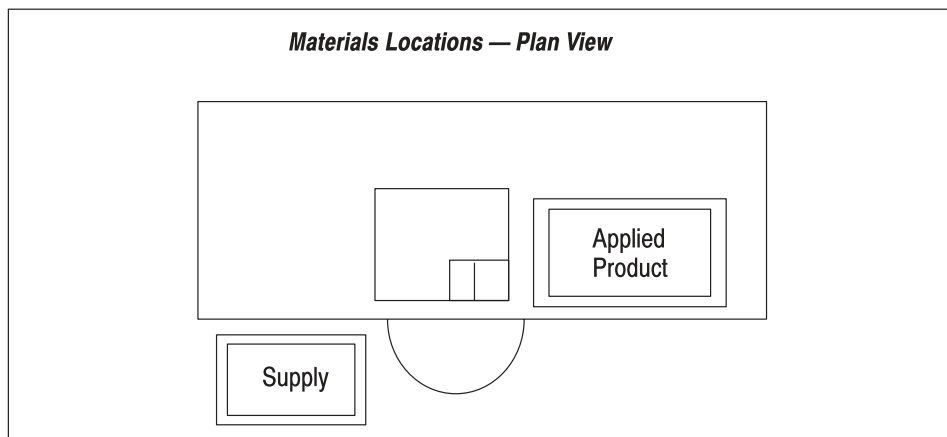 Materials Locations — Plan View
Applied
Product
Supply